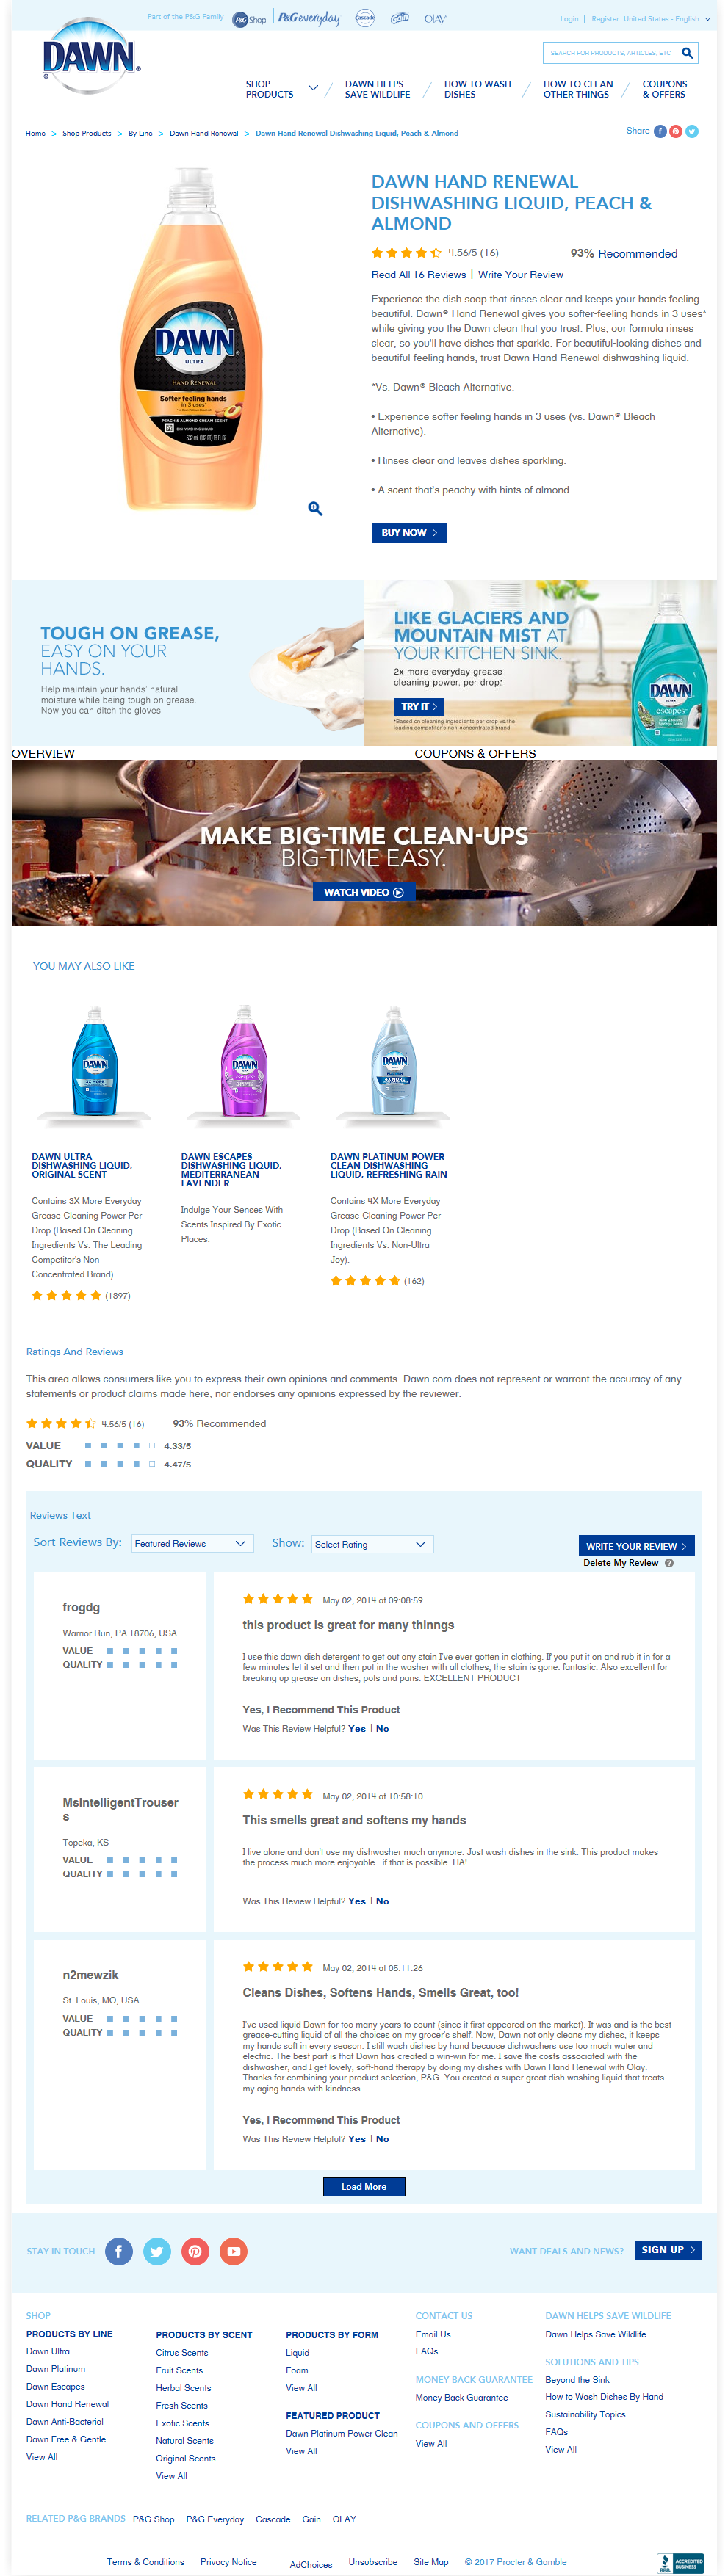 Part of the P&G Family
P&G Shop
P&G everyday
Cascade
Gain
OLAY
Login | Register United States - English
DAWN
SEARCH FOR PRODUCTS, ARTICLES, ETC
SHOP
PRODUCTS
DAWN HELPS
SAVE WILDLIFE
HOW TO WASH
DISHES
HOW TO CLEAN
OTHER THINGS
COUPONS
& OFFERS
Home > Shop Products > By Line > Dawn Hand Renewal > Dawn Hand Renewal Dishwashing Liquid, Peach & Almond
Share
DAWN
ULTRA
HAND RENEWAL
Softer feeling hands
in 3 uses*
PEACH & ALMOND CREAM SCENT
DISHWASHING LIQUID
DAWN HAND RENEWAL
DISHWASHING LIQUID, PEACH &
ALMOND
4.56/5 (16)
93% Recommended
Read All 16 Reviews | Write Your Review
Experience the dish soap that rinses clear and keeps your hands feeling
beautiful. Dawn® Hand Renewal gives you softer-feeling hands in 3 uses*
while giving you the Dawn clean that you trust. Plus, our formula rinses
clear, so you'll have dishes that sparkle. For beautiful-looking dishes and
beautiful-feeling hands, trust Dawn Hand Renewal dishwashing liquid.
*Vs. Dawn® Bleach Alternative.
• Experience softer feeling hands in 3 uses (vs. Dawn® Bleach
Alternative).
• Rinses clear and leaves dishes sparkling.
• A scent that's peachy with hints of almond.
BUY NOW >
TOUGH ON GREASE,
EASY ON YOUR
HANDS.
Help maintain your hands' natural
moisture while being tough on grease.
Now you can ditch the gloves.
LIKE GLACIERS AND
MOUNTAIN MIST AT
YOUR KITCHEN SINK.
2x more everyday grease
cleaning power, per drop.*
TRY IT >
*Based on cleaning ingredients per drop vs the
leading competitor's non-concentrated brand.
DAWN
ULTRA
escapes
New Zealand
Springs Scent
OVERVIEW
COUPONS & OFFERS
MAKE BIG-TIME CLEAN-UPS
BIG-TIME EASY.
WATCH VIDEO
YOU MAY ALSO LIKE
DAWN
DAWN
DAWN
DAWN ULTRA
DISHWASHING LIQUID,
ORIGINAL SCENT
Contains 3X More Everyday
Grease-Cleaning Power Per
Drop (Based On Cleaning
Ingredients Vs. The Leading
Competitor's Non-
Concentrated Brand).
(1897)
DAWN ESCAPES
DISHWASHING LIQUID,
MEDITERRANEAN
LAVENDER
Indulge Your Senses With
Scents Inspired By Exotic
Places.
DAWN PLATINUM POWER
CLEAN DISHWASHING
LIQUID, REFRESHING RAIN
Contains 4X More Everyday
Grease-Cleaning Power Per
Drop (Based On Cleaning
Ingredients Vs. Non-Ultra
Joy).
(162)
Ratings And Reviews
This area allows consumers like you to express their own opinions and comments. Dawn.com does not represent or warrant the accuracy of any
statements or product claims made here, nor endorses any opinions expressed by the reviewer.
4.56/5 (16)
93% Recommended
VALUE 4.33/5
QUALITY 4.47/5
Reviews Text
Sort Reviews By: Featured Reviews
Show: Select Rating
WRITE YOUR REVIEW >
Delete My Review ?
frogdg
Warrior Run, PA 18706, USA
VALUE
QUALITY
May 02, 2014 at 09:08:59
this product is great for many thinngs
I use this dawn dish detergent to get out any stain I've ever gotten in clothing. If you put it on and rub it in for a
few minutes let it set and then put in the washer with all clothes, the stain is gone. fantastic. Also excellent for
breaking up grease on dishes, pots and pans. EXCELLENT PRODUCT
Yes, I Recommend This Product
Was This Review Helpful? Yes | No
MsIntelligentTrouser
s
Topeka, KS
VALUE
QUALITY
May 02, 2014 at 10:58:10
This smells great and softens my hands
I live alone and don't use my dishwasher much anymore. Just wash dishes in the sink. This product makes
the process much more enjoyable...if that is possible..HA!
Was This Review Helpful? Yes | No
n2mewzik
St. Louis, MO, USA
VALUE
QUALITY
May 02, 2014 at 05:11:26
Cleans Dishes, Softens Hands, Smells Great, too!
I've used liquid Dawn for too many years to count (since it first appeared on the market). It was and is the best
grease-cutting liquid of all the choices on my grocer's shelf. Now, Dawn not only cleans my dishes, it keeps
my hands soft in every season. I still wash dishes by hand because dishwashers use too much water and
electric. The best part is that Dawn has created a win-win for me. I save the costs associated with the
dishwasher, and I get lovely, soft-hand therapy by doing my dishes with Dawn Hand Renewal with Olay.
Thanks for combining your product selection, P&G. You created a super great dish washing liquid that treats
my aging hands with kindness.
Yes, I Recommend This Product
Was This Review Helpful? Yes | No
Load More
STAY IN TOUCH
WANT DEALS AND NEWS?
SIGN UP >
SHOP
PRODUCTS BY LINE
Dawn Ultra
Dawn Platinum
Dawn Escapes
Dawn Hand Renewal
Dawn Anti-Bacterial
Dawn Free & Gentle
View All
PRODUCTS BY SCENT
Citrus Scents
Fruit Scents
Herbal Scents
Fresh Scents
Exotic Scents
Natural Scents
Original Scents
View All
PRODUCTS BY FORM
Liquid
Foam
View All
FEATURED PRODUCT
Dawn Platinum Power Clean
View All
CONTACT US
Email Us
FAQs
MONEY BACK GUARANTEE
Money Back Guarantee
COUPONS AND OFFERS
View All
DAWN HELPS SAVE WILDLIFE
Dawn Helps Save Wildlife
SOLUTIONS AND TIPS
Beyond the Sink
How to Wash Dishes By Hand
Sustainability Topics
FAQs
View All
RELATED P&G BRANDS P&G Shop | P&G Everyday | Cascade | Gain | OLAY
Terms & Conditions
Privacy Notice
AdChoices
Unsubscribe
Site Map
© 2017 Procter & Gamble
BBB
ACCREDITED
BUSINESS